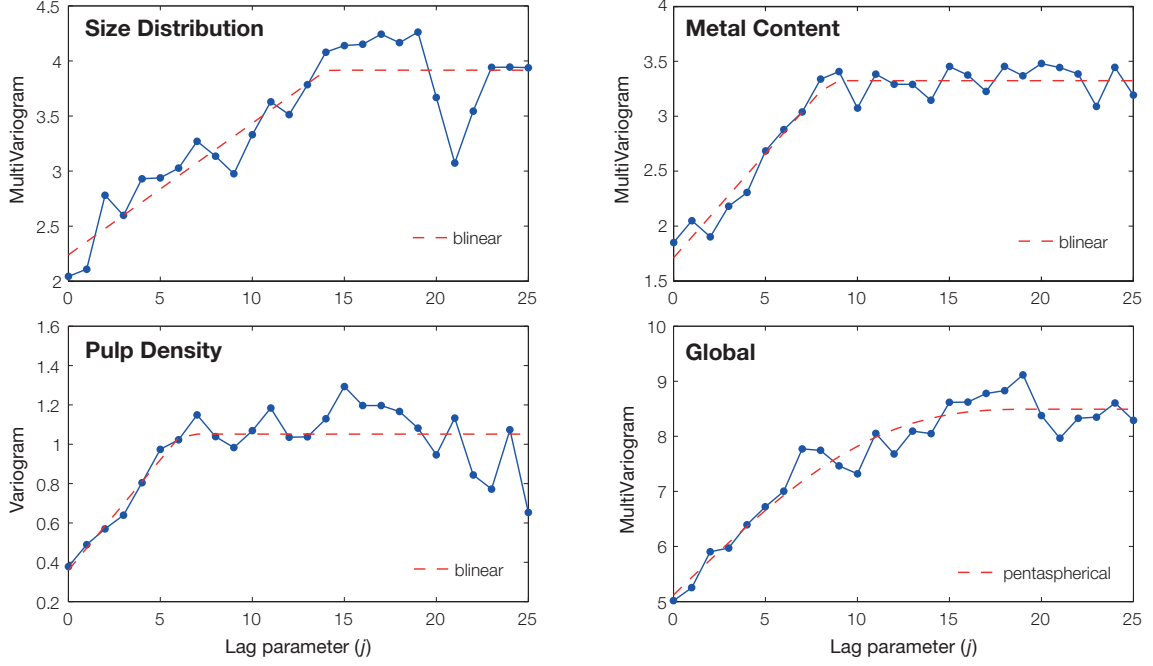 Size Distribution
MultiVariogram
4.5
4
3.5
3
2.5
2
0 5 10 15 20 25
blinear
Metal Content
MultiVariogram
4
3.5
3
2.5
2
1.5
0 5 10 15 20 25
blinear
Pulp Density
Variogram
1.6
1.4
1.2
1
0.8
0.6
0.4
0.2
0 5 10 15 20 25
Lag parameter (j)
blinear
Global
MultiVariogram
10
9
8
7
6
5
0 5 10 15 20 25
Lag parameter (j)
pentaspherical